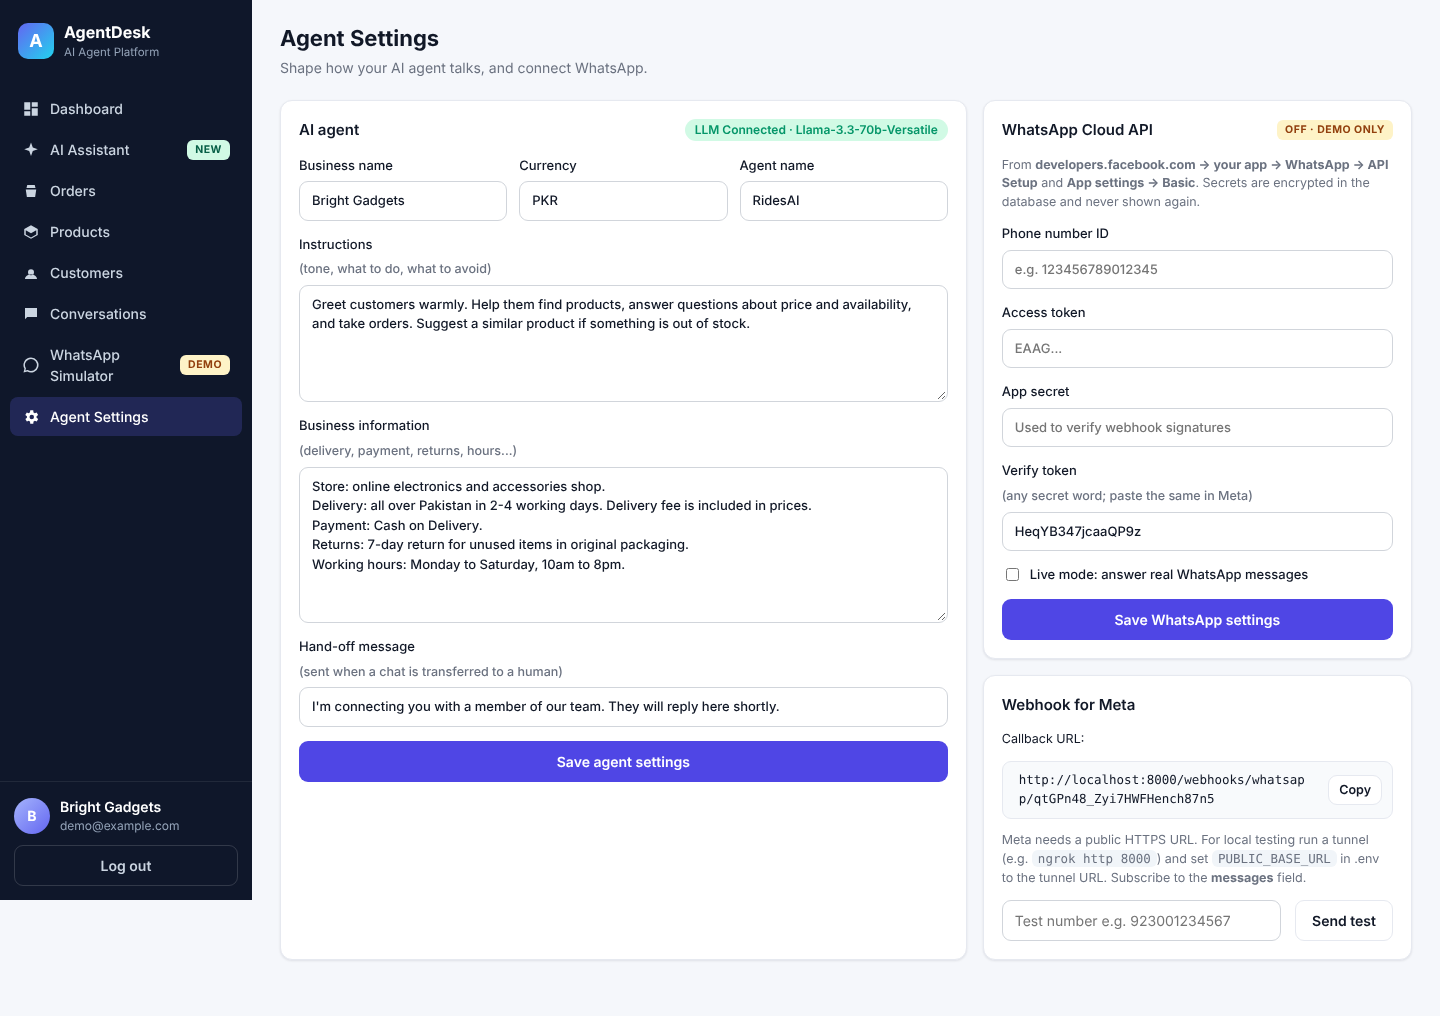 A
AgentDesk
AI Agent Platform
Dashboard
AI Assistant
NEW
Orders
Products
Customers
Conversations
WhatsApp
Simulator
DEMO
Agent Settings
B
Bright Gadgets
demo@example.com
Log out
Agent Settings
Shape how your AI agent talks, and connect WhatsApp.
AI agent
LLM Connected · Llama-3.3-70b-Versatile
Business name
Currency
Agent name
Bright Gadgets
PKR
RidesAI
Instructions
(tone, what to do, what to avoid)
Greet customers warmly. Help them find products, answer questions about price and availability,
and take orders. Suggest a similar product if something is out of stock.
Business information
(delivery, payment, returns, hours...)
Store: online electronics and accessories shop.
Delivery: all over Pakistan in 2-4 working days. Delivery fee is included in prices.
Payment: Cash on Delivery.
Returns: 7-day return for unused items in original packaging.
Working hours: Monday to Saturday, 10am to 8pm.
Hand-off message
(sent when a chat is transferred to a human)
I'm connecting you with a member of our team. They will reply here shortly.
Save agent settings
WhatsApp Cloud API
OFF · DEMO ONLY
From developers.facebook.com → your app → WhatsApp → API
Setup and App settings → Basic. Secrets are encrypted in the
database and never shown again.
Phone number ID
e.g. 123456789012345
Access token
EAAG...
App secret
Used to verify webhook signatures
Verify token
(any secret word; paste the same in Meta)
HeqYB347jcaaQP9z
Live mode: answer real WhatsApp messages
Save WhatsApp settings
Webhook for Meta
Callback URL:
http://localhost:8000/webhooks/whatsap
p/qtGPn48_Zyi7HWFHench87n5
Copy
Meta needs a public HTTPS URL. For local testing run a tunnel
(e.g. ngrok http 8000 ) and set PUBLIC_BASE_URL in .env
to the tunnel URL. Subscribe to the messages field.
Test number e.g. 923001234567
Send test